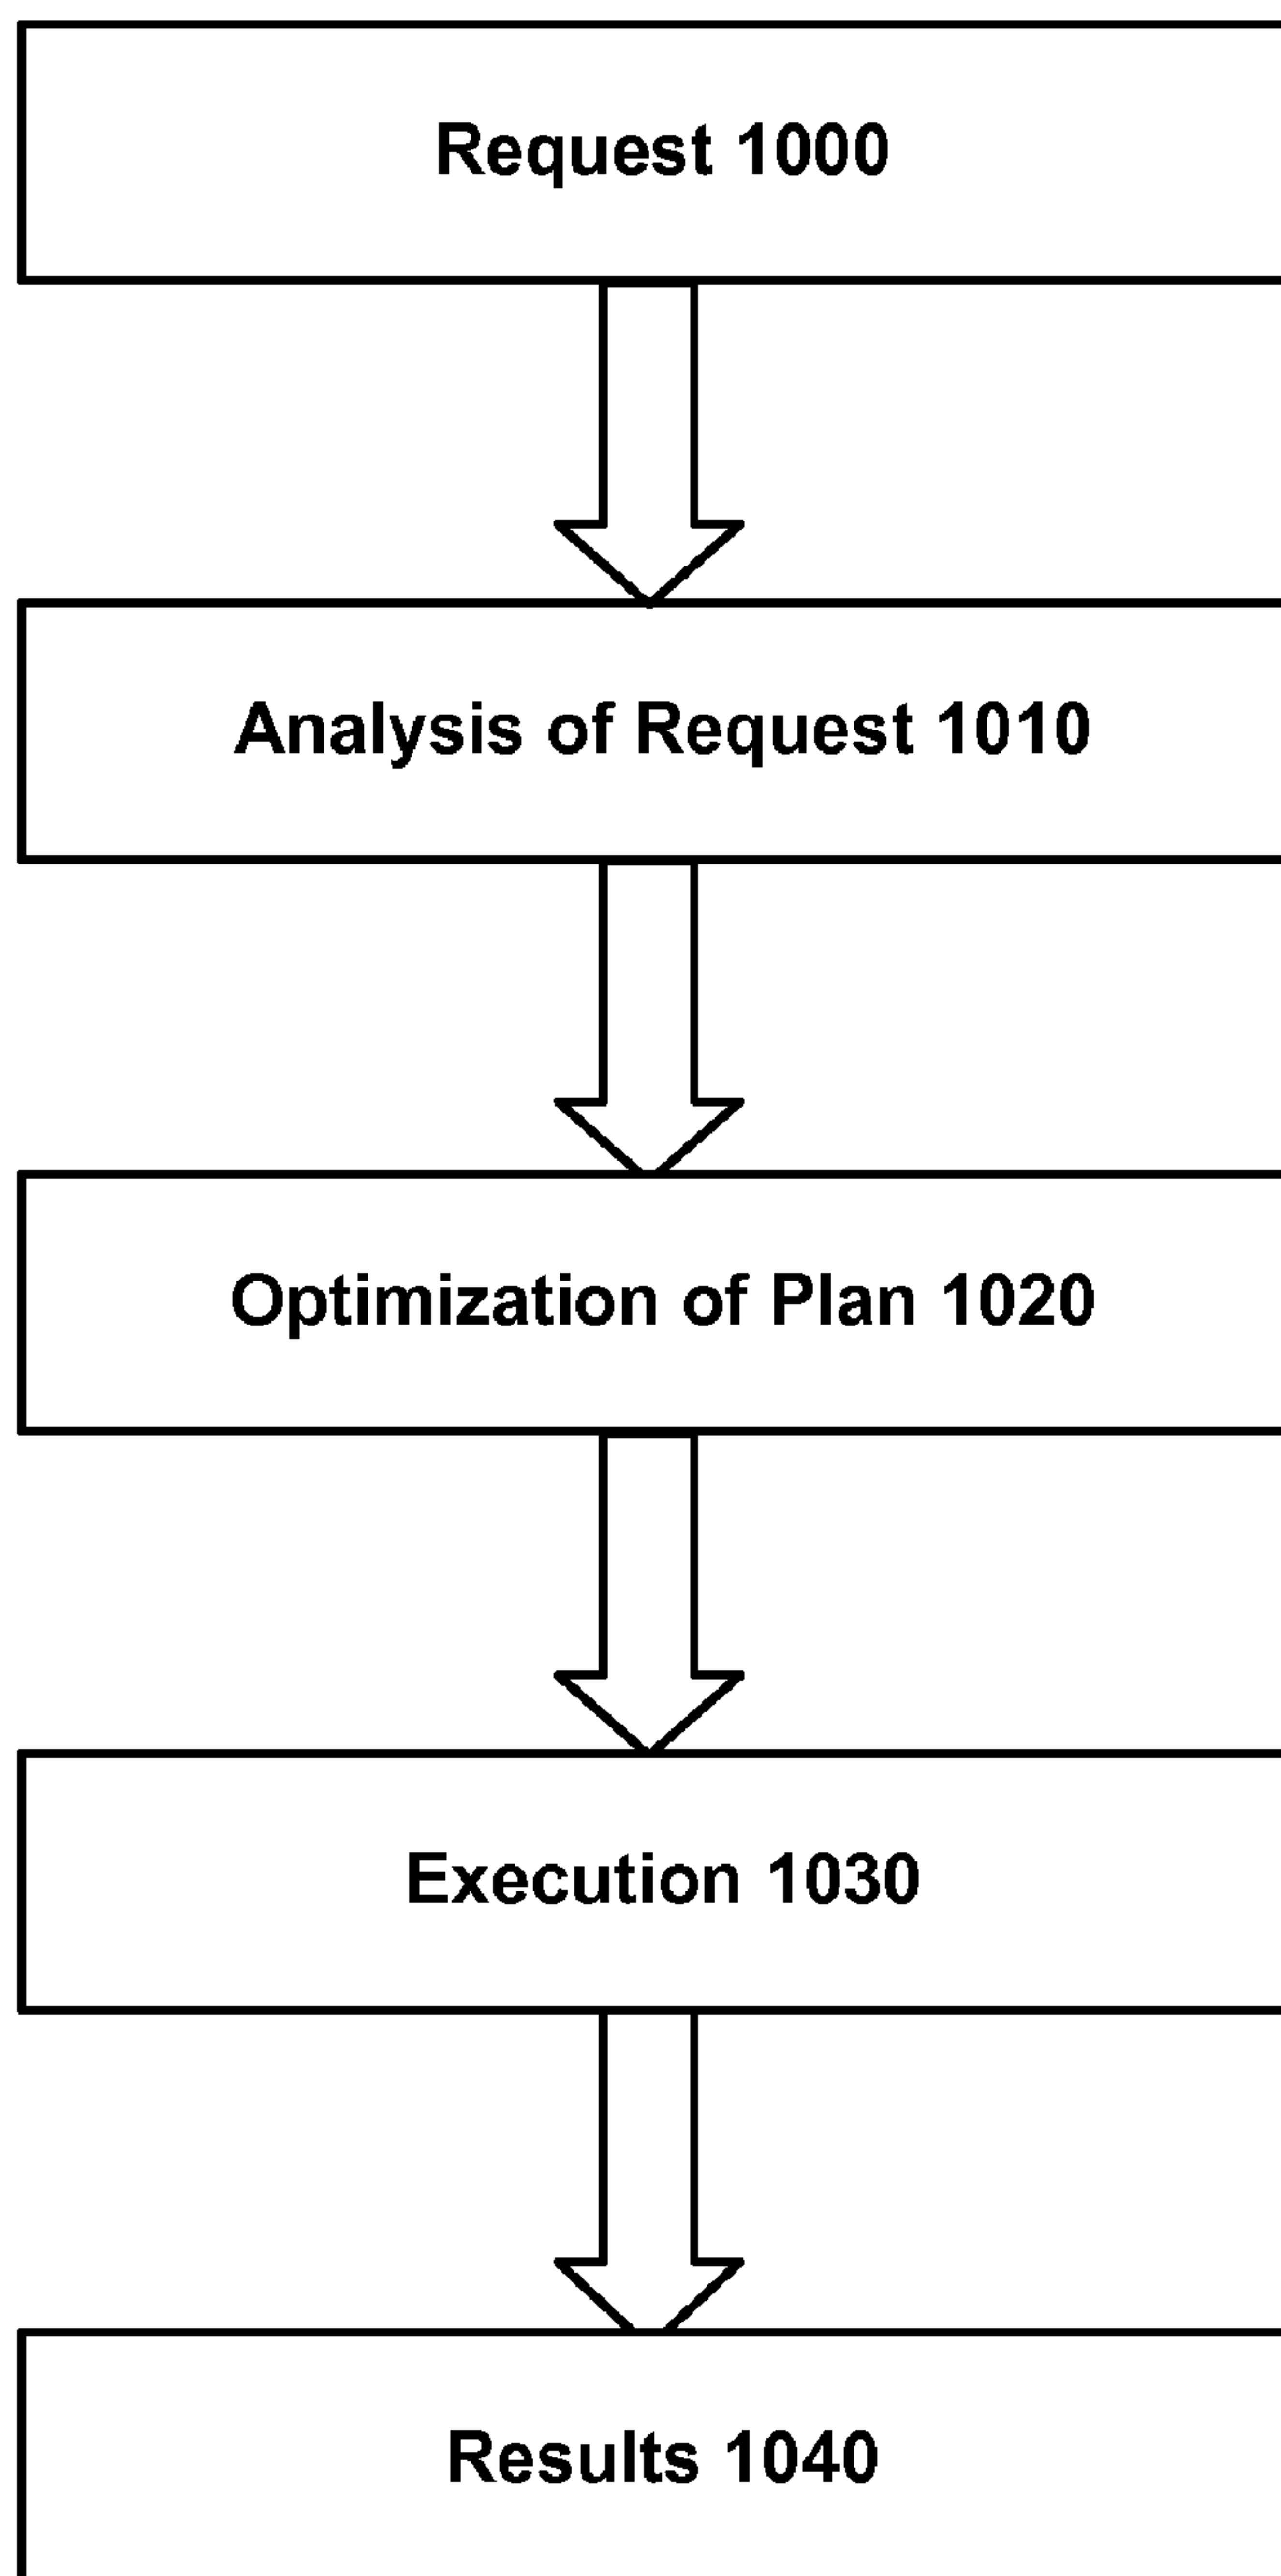 Request 1000
Analysis of Request 1010
Optimization of Plan 1020
Execution 1030
Results 1040